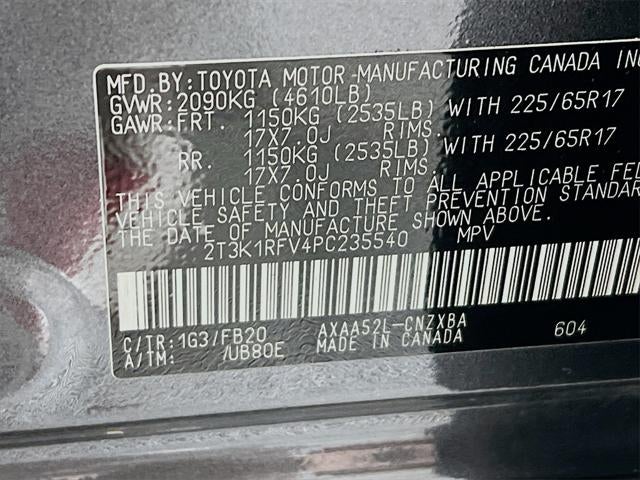 MFD.BY:TOYOTA MOTOR MANUFACTURING CANADA INC
GVWR:2090KG (4610LB)
GAWR:FRT. 1150KG (2535LB) WITH 225/65R17
17X7.0J RIMS.
RR. 1150KG (2535LB) WITH 225/65R17
17X7.0J RIMS.
THIS VEHICLE CONFORMS TO ALL APPLICABLE FED
VEHICLE SAFETY AND THEFT PREVENTION STANDAR
THE DATE OF MANUFACTURE SHOWN ABOVE.
2T3K1RFV4PC235540 MPV
C/TR:1G3/FB20 AXAA52L-CNZXBA 604
A/TM: /UB80E MADE IN CANADA